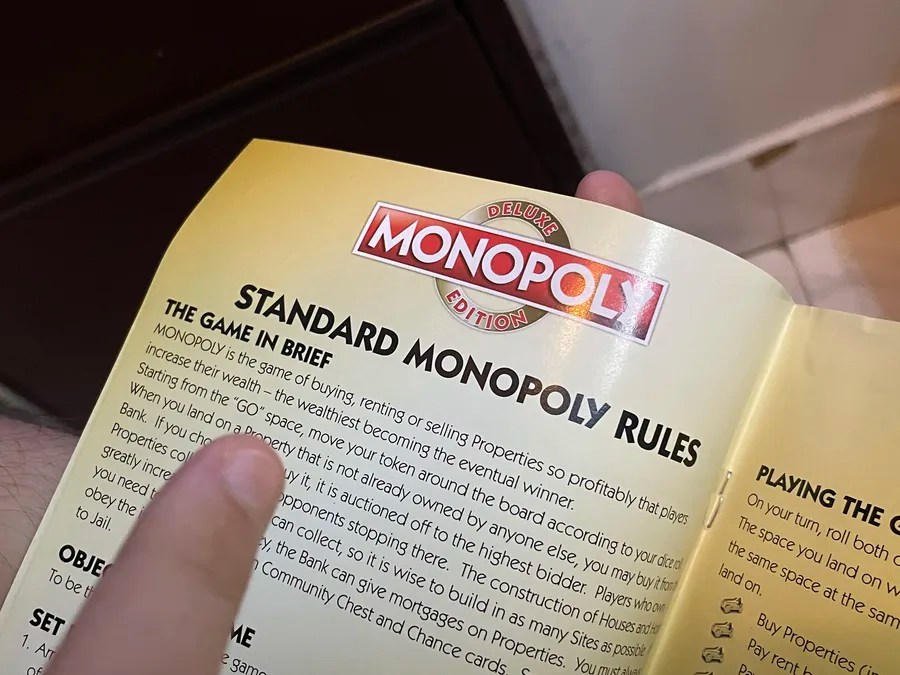 DELUXE
MONOPOLY
EDITION
STANDARD MONOPOLY RULES
THE GAME IN BRIEF
MONOPOLY is the game of buying, renting or selling Properties so profitably that players
increase their wealth – the wealthiest becoming the eventual winner.
Starting from the "GO" space, move your token around the board according to your dice
When you land on a Property that is not already owned by anyone else, you may buy it from
Bank. If you it, it is auctioned off to the highest bidder. Players who own
Properties opponents stopping there. The construction of Houses and
greatly can collect, so it is wise to build in as many Sites as possible
you need the Bank can give mortgages on Properties. You must
obey the Community Chest and Chance cards.
to Jail.
To be
SET
1.
PLAYING THE
On your turn, roll both
The space you land on
the same space at the
land on.
Buy Properties
Pay rent